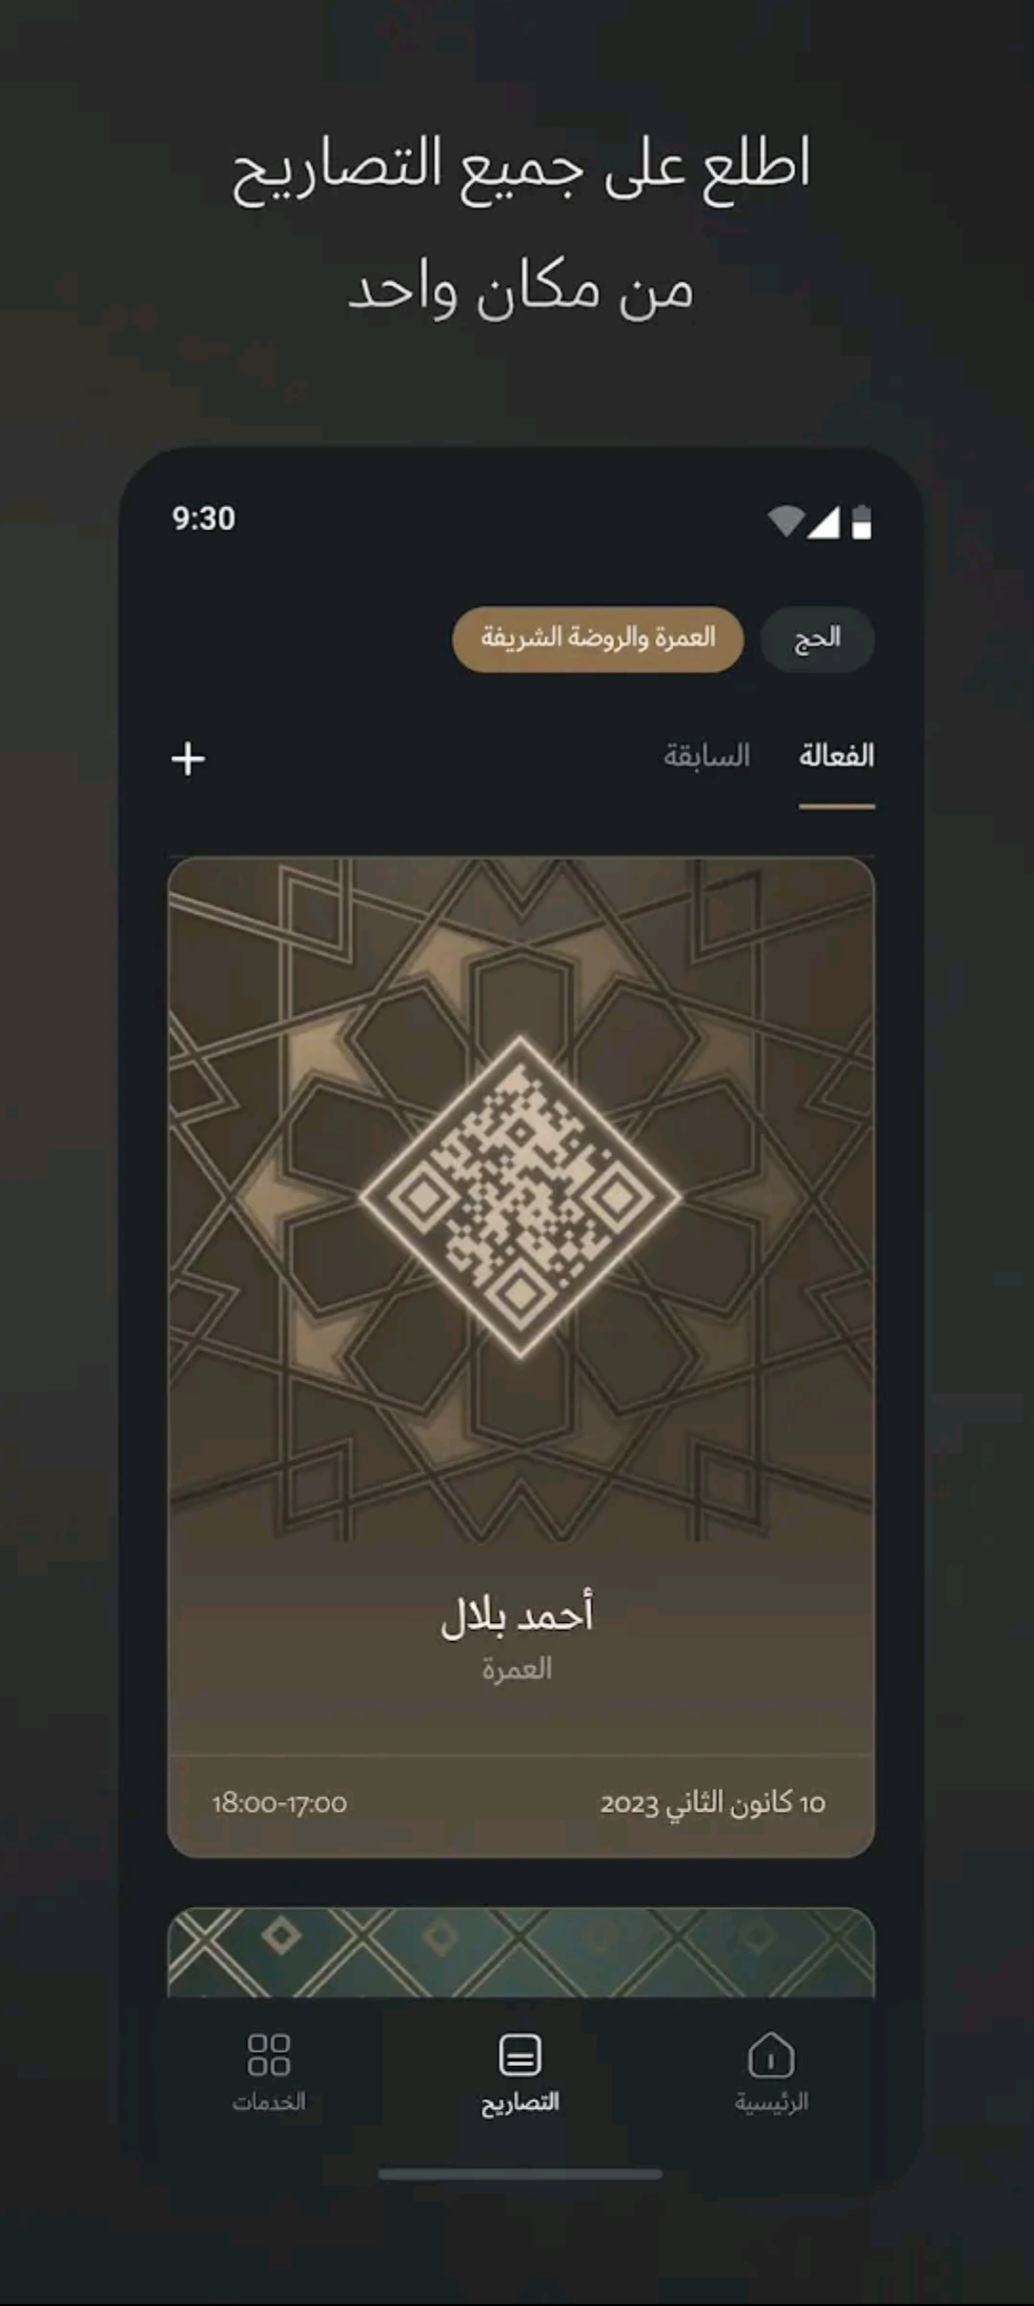 اطلع على جميع التصاريح
من مكان واحد
9:30
الحج
العمرة والروضة الشريفة
الفعالة
السابقة
أحمد بلال
العمرة
10 كانون الثاني 2023
18:00-17:00
الرئيسية
التصاريح
الخدمات